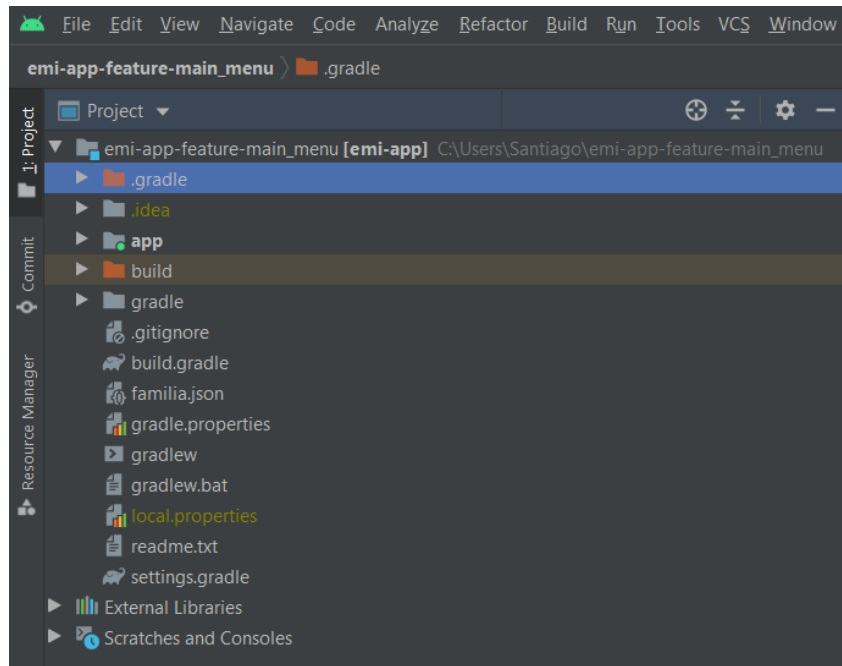 File Edit View Navigate Code Analyze Refactor Build Run Tools VCS Window
emi-app-feature-main_menu .gradle
Project
1: Project
Commit
Resource Manager
emi-app-feature-main_menu [emi-app] C:\Users\Santiago\emi-app-feature-main_menu
.gradle
.idea
app
build
gradle
.gitignore
build.gradle
familia.json
gradle.properties
gradlew
gradlew.bat
local.properties
readme.txt
settings.gradle
External Libraries
Scratches and Consoles